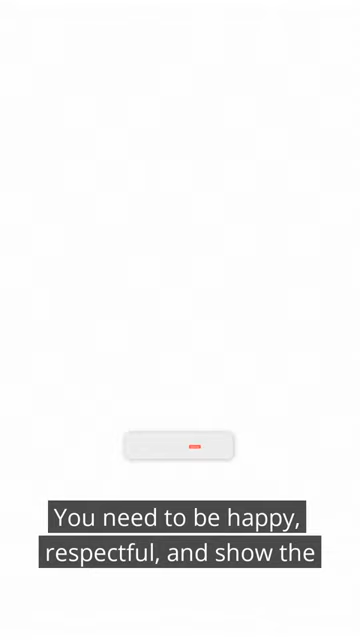 You need to be happy,
respectful, and show the